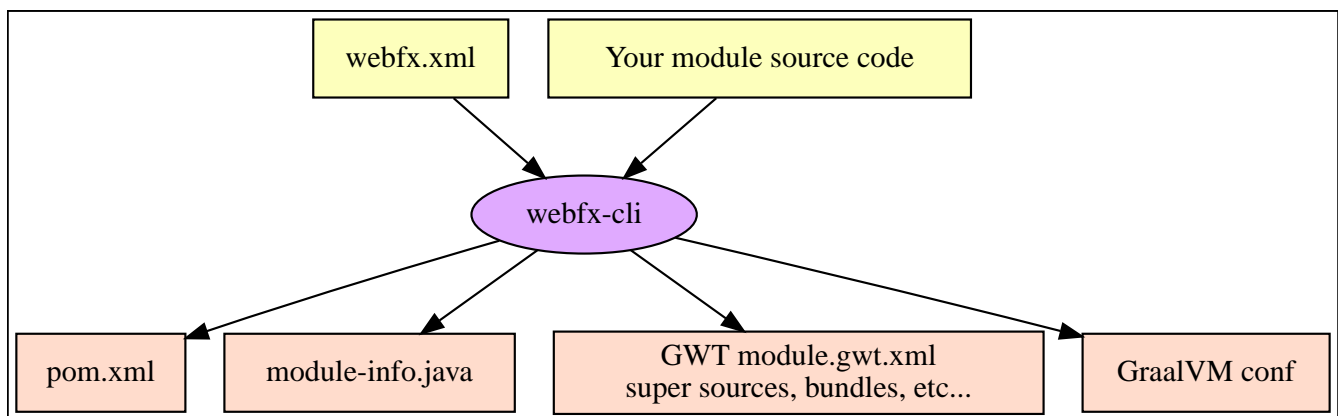 webfx.xml
Your module source code
webfx-cli
pom.xml
module-info.java
GWT module.gwt.xml
super sources, bundles, etc...
GraalVM conf